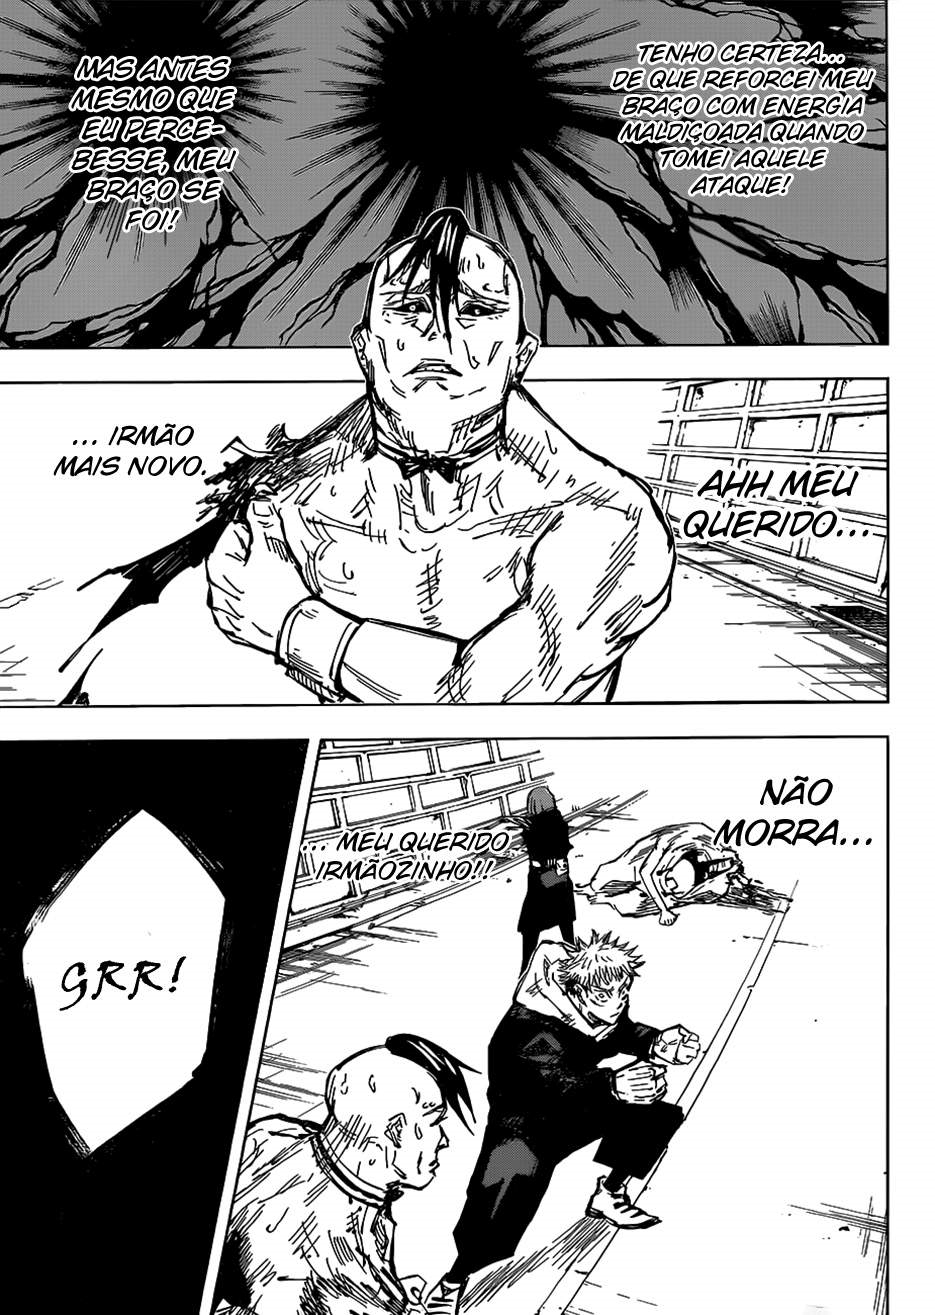 TENHO CERTEZA...
DE QUE REFORCEI MEU
BRAÇO COM ENERGIA
MALDIÇOADA QUANDO
TOMEI AQUELE
ATAQUE!
MAS ANTES
MESMO QUE
EU PERCE-
BESSE, MEU
BRAÇO SE
FOI!
AHH MEU
QUERIDO...
... IRMÃO
MAIS NOVO.
NÃO
MORRA...
... MEU QUERIDO
IRMÃOZINHO!!
GRR!